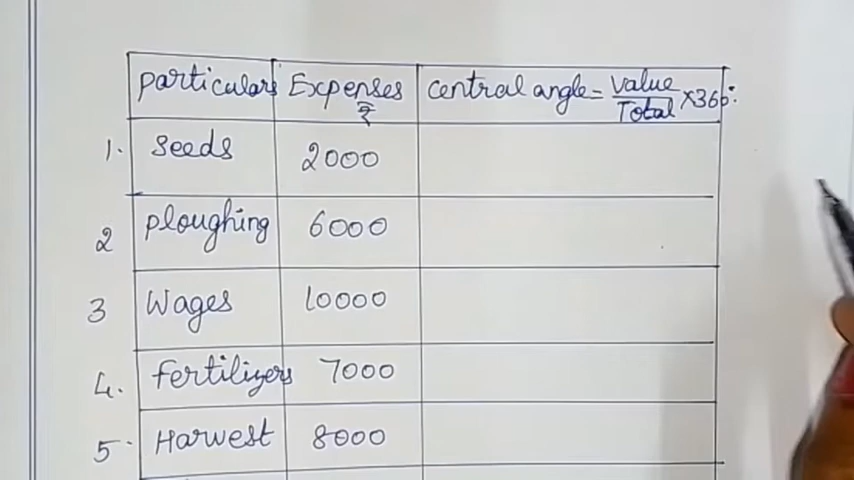 Particulars Expenses ₹ central angle = Value/Total × 360°
1. Seeds 2000
2 Ploughing 6000
3 Wages 10000
4. Fertilizers 7000
5. Harvest 8000